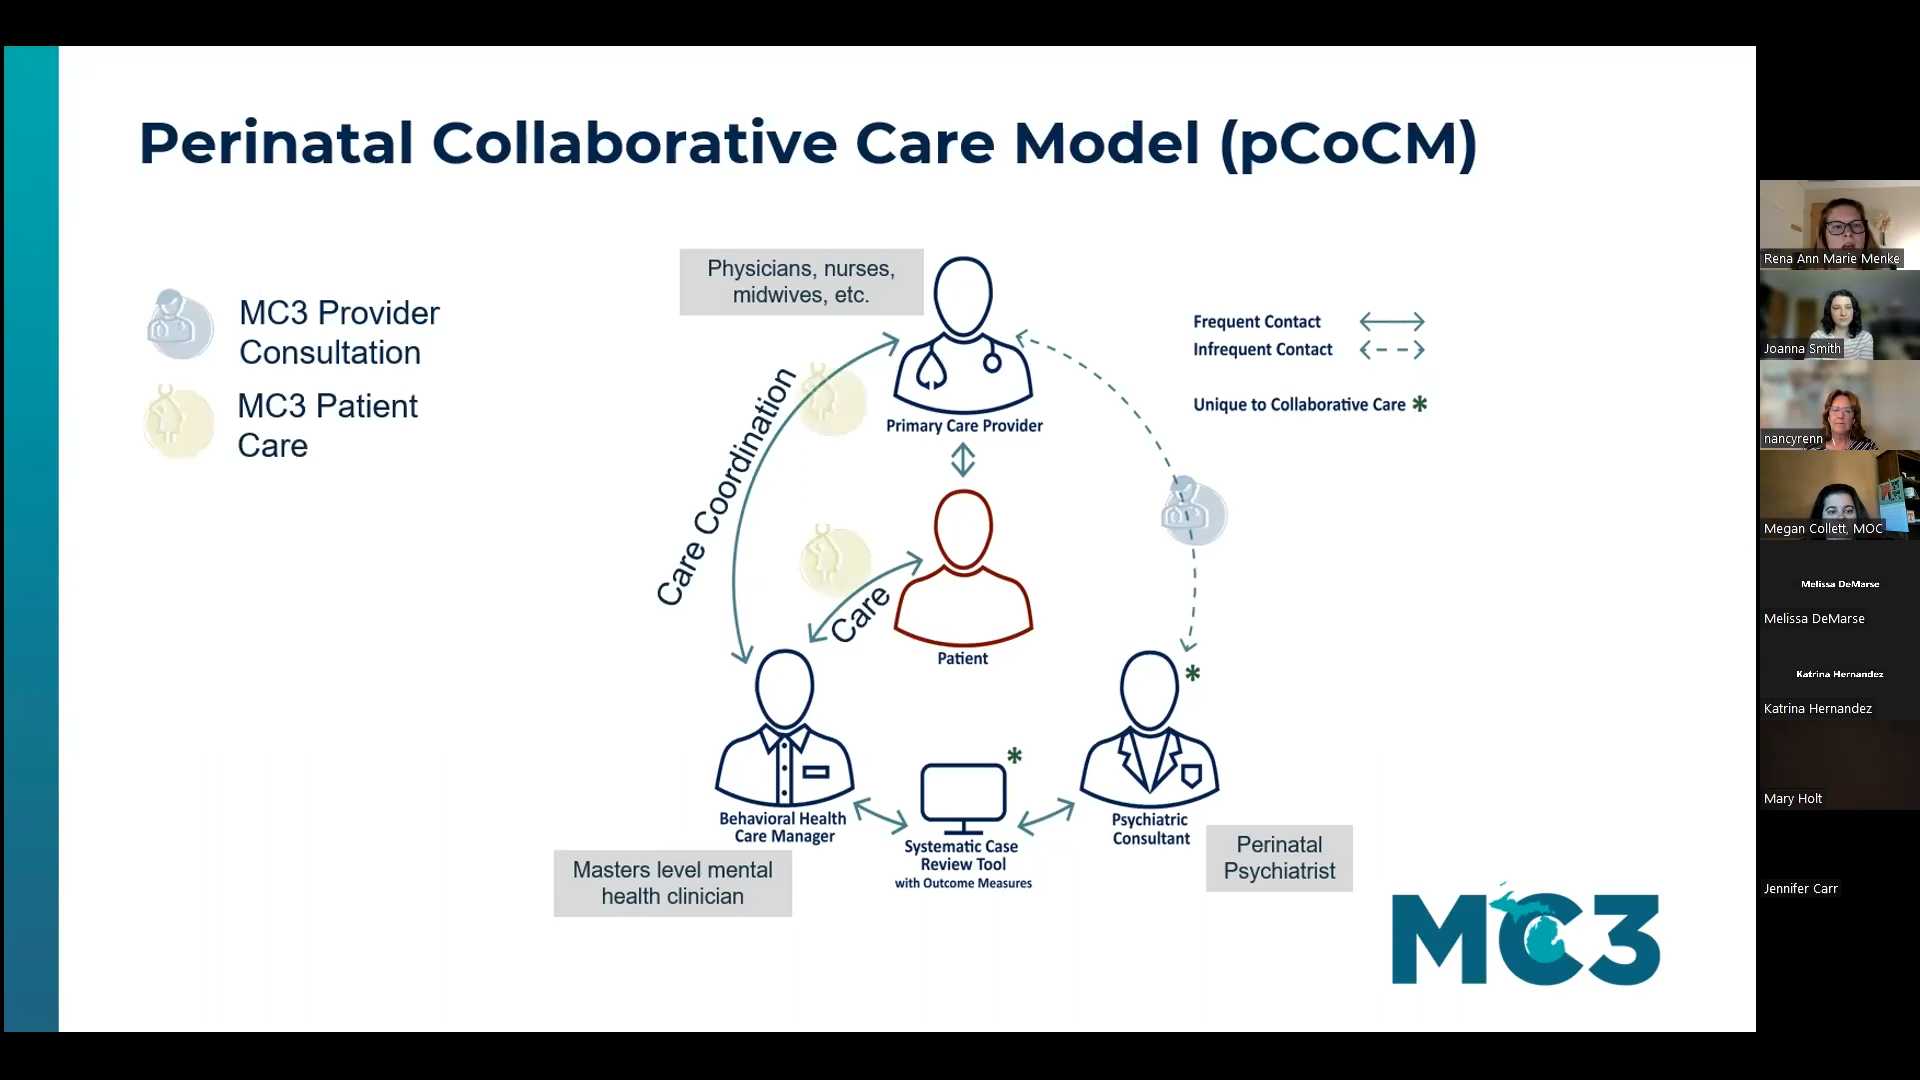 Perinatal Collaborative Care Model (pCoCM)
MC3 Provider
Consultation
MC3 Patient
Care
Physicians, nurses,
midwives, etc.
Primary Care Provider
Frequent Contact
Infrequent Contact
Unique to Collaborative Care *
Care Coordination
Care
Patient
*
Behavioral Health
Care Manager
Masters level mental
health clinician
*
Systematic Case
Review Tool
with Outcome Measures
Psychiatric
Consultant
Perinatal
Psychiatrist
MC3
Rena Ann Marie Menke
Joanna Smith
nancyrenn
Megan Collett, MOC
Melissa DeMarse
Melissa DeMarse
Katrina Hernandez
Katrina Hernandez
Mary Holt
Jennifer Carr